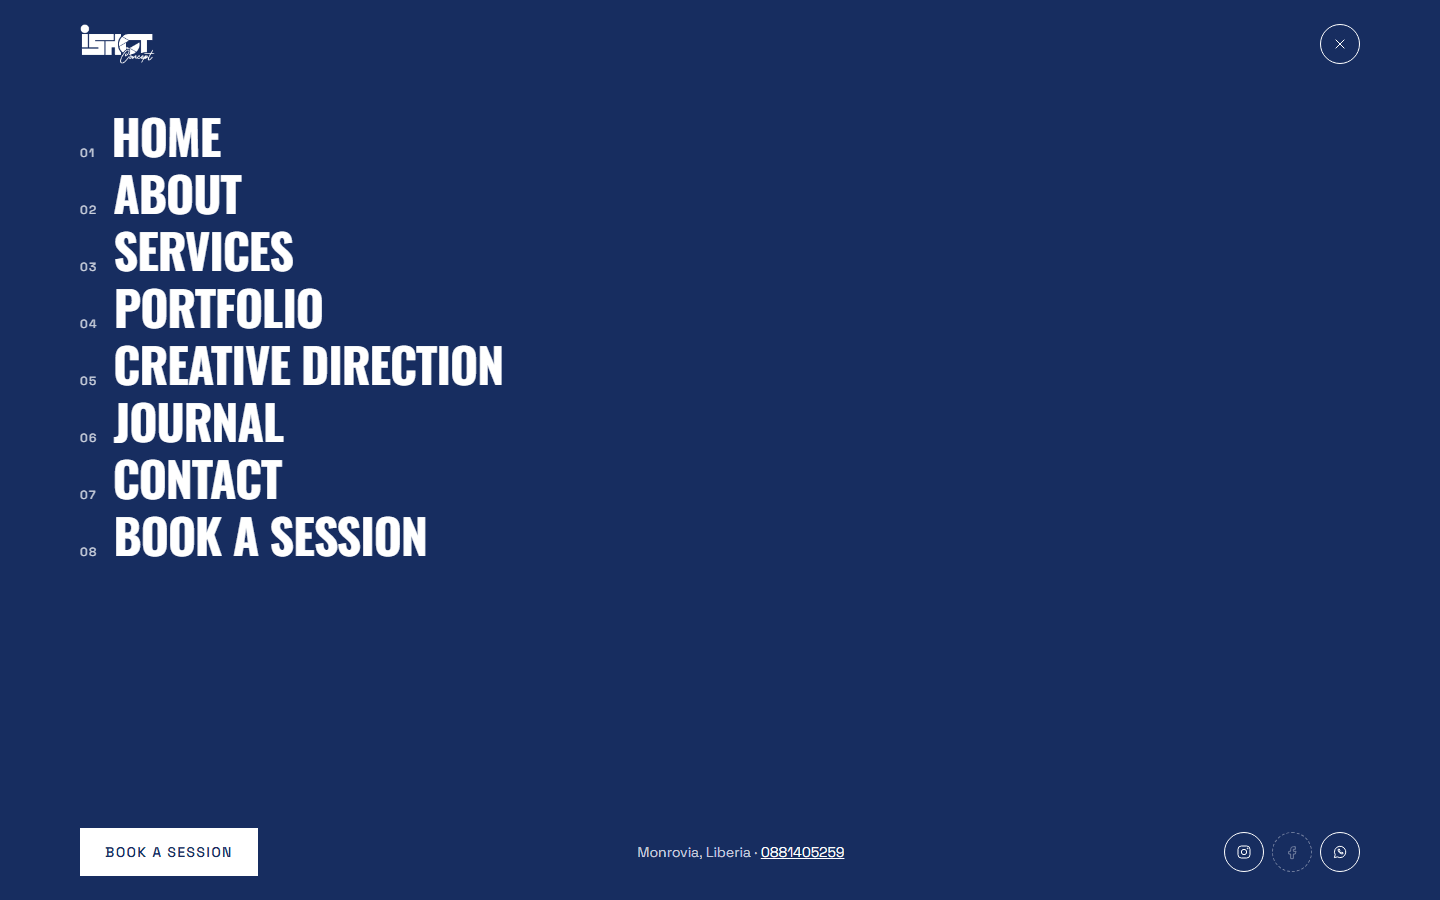 iSHOT
Concept
01 HOME
02 ABOUT
03 SERVICES
04 PORTFOLIO
05 CREATIVE DIRECTION
06 JOURNAL
07 CONTACT
08 BOOK A SESSION
BOOK A SESSION
Monrovia, Liberia · 0881405259